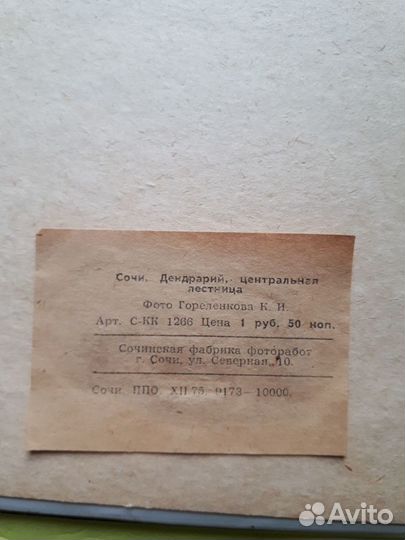 Сочи. Дендрарий, центральная
лестница
Фото Гореленкова К. И.
Арт. С-КК 1266 Цена 1 руб. 50 коп.
Сочинская фабрика фоторабот
г. Сочи, ул. Северная, 10.
Сочи. ППО. XII.75. 9173—10000.
Avito